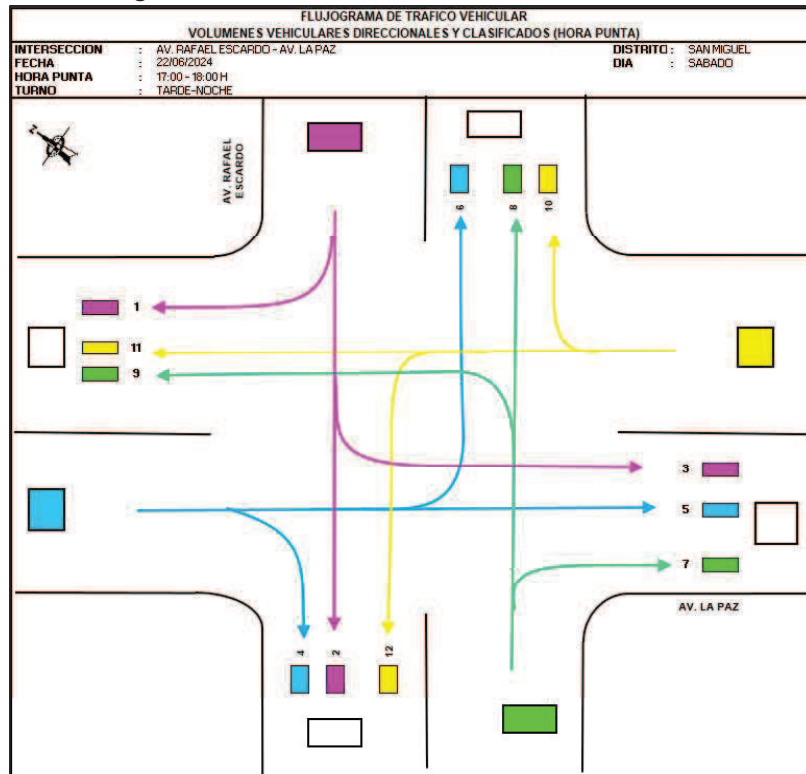 FLUJOGRAMA DE TRAFICO VEHICULAR
VOLUMENES VEHICULARES DIRECCIONALES Y CLASIFICADOS (HORA PUNTA)
INTERSECCION : AV. RAFAEL ESCARDO - AV. LA PAZ DISTRITO : SAN MIGUEL
FECHA : 22/06/2024 DIA : SABADO
HORA PUNTA : 17:00 - 18:00 H
TURNO : TARDE-NOCHE
N
AV. RAFAEL
ESCARDO
6 8 10
1
11
9
3
5
7
AV. LA PAZ
4 2 12